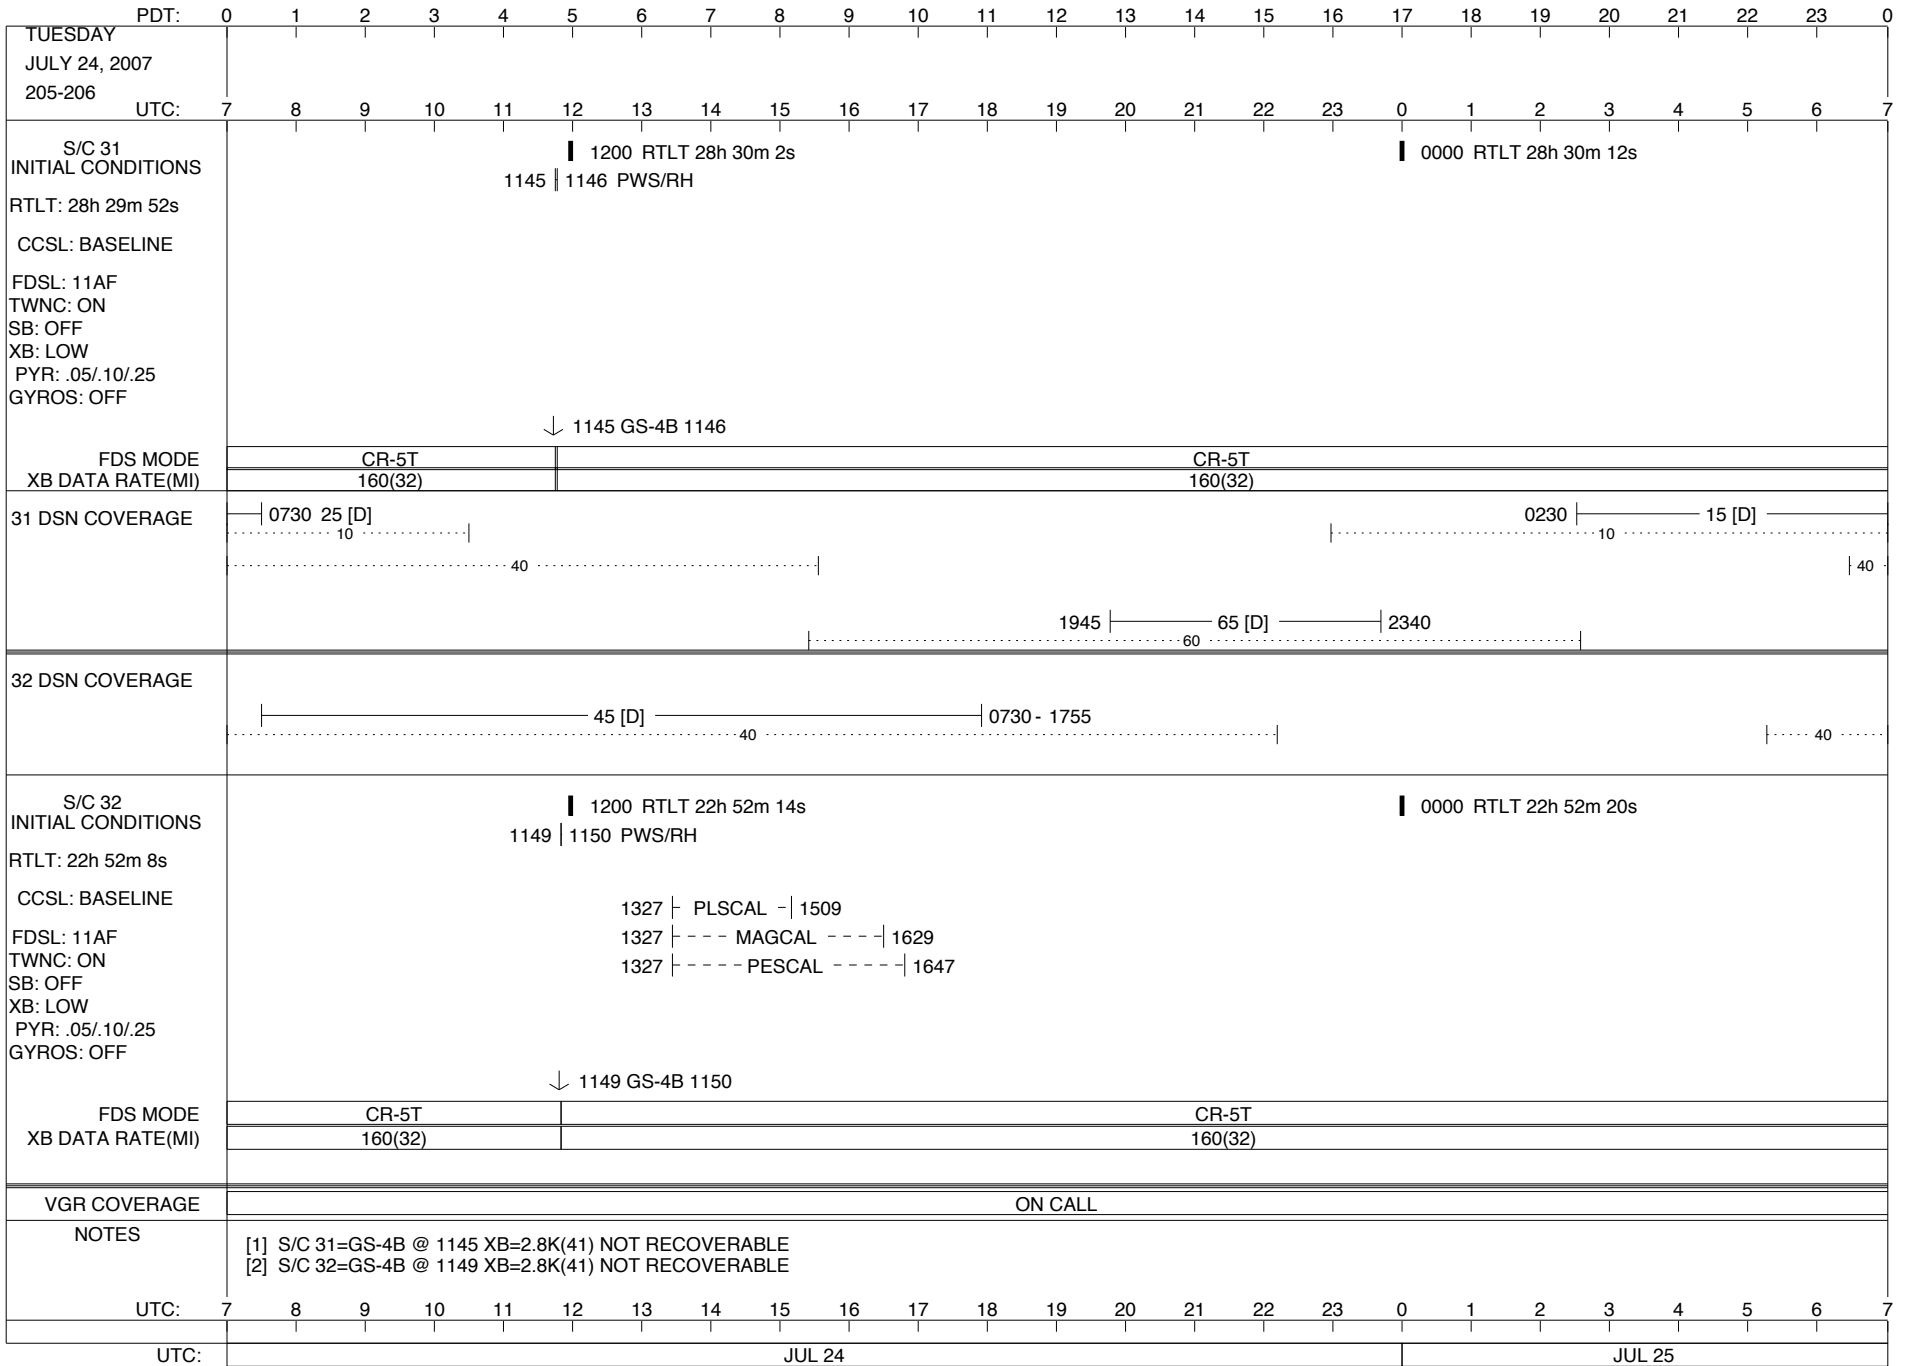 PDT: 0 1 2 3 4 5 6 7 8 9 10 11 12 13 14 15 16 17 18 19 20 21 22 23 0
TUESDAY
JULY 24, 2007
205-206
UTC: 7 8 9 10 11 12 13 14 15 16 17 18 19 20 21 22 23 0 1 2 3 4 5 6 7
S/C 31
INITIAL CONDITIONS
1200 RTLT 28h 30m 2s
0000 RTLT 28h 30m 12s
1145 1146 PWS/RH
RTLT: 28h 29m 52s
CCSL: BASELINE
FDSL: 11AF
TWNC: ON
SB: OFF
XB: LOW
PYR: .05/.10/.25
GYROS: OFF
1145 GS-4B 1146
FDS MODE CR-5T CR-5T
XB DATA RATE(MI) 160(32) 160(32)
31 DSN COVERAGE 0730 25 [D] 0230 15 [D]
10 10
40 40
1945 65 [D] 2340
60
32 DSN COVERAGE
45 [D] 0730 - 1755
40 40
S/C 32
INITIAL CONDITIONS
1200 RTLT 22h 52m 14s
0000 RTLT 22h 52m 20s
1149 1150 PWS/RH
RTLT: 22h 52m 8s
CCSL: BASELINE
1327 PLSCAL 1509
FDSL: 11AF
1327 MAGCAL 1629
TWNC: ON
1327 PESCAL 1647
SB: OFF
XB: LOW
PYR: .05/.10/.25
GYROS: OFF
1149 GS-4B 1150
FDS MODE CR-5T CR-5T
XB DATA RATE(MI) 160(32) 160(32)
VGR COVERAGE ON CALL
NOTES
[1] S/C 31=GS-4B @ 1145 XB=2.8K(41) NOT RECOVERABLE
[2] S/C 32=GS-4B @ 1149 XB=2.8K(41) NOT RECOVERABLE
UTC: 7 8 9 10 11 12 13 14 15 16 17 18 19 20 21 22 23 0 1 2 3 4 5 6 7
UTC: JUL 24 JUL 25